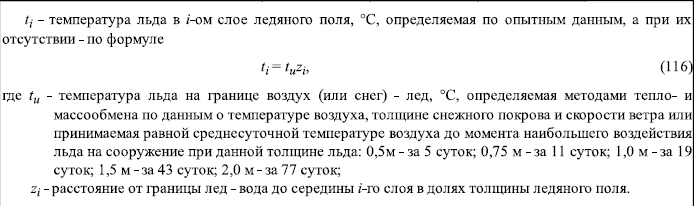 t_i – температура льда в i-ом слое ледяного поля, °С, определяемая по опытным данным, а при их
отсутствии - по формуле
t_i = t_u z_i, (116)
где t_u - температура льда на границе воздух (или снег) - лед, °С, определяемая методами тепло- и
массообмена по данным о температуре воздуха, толщине снежного покрова и скорости ветра или
принимаемая равной среднесуточной температуре воздуха до момента наибольшего воздействия
льда на сооружение при данной толщине льда: 0,5м - за 5 суток; 0,75 м - за 11 суток; 1,0 м - за 19
суток; 1,5 м - за 43 суток; 2,0 м - за 77 суток;
z_i - расстояние от границы лед - вода до середины i-го слоя в долях толщины ледяного поля.